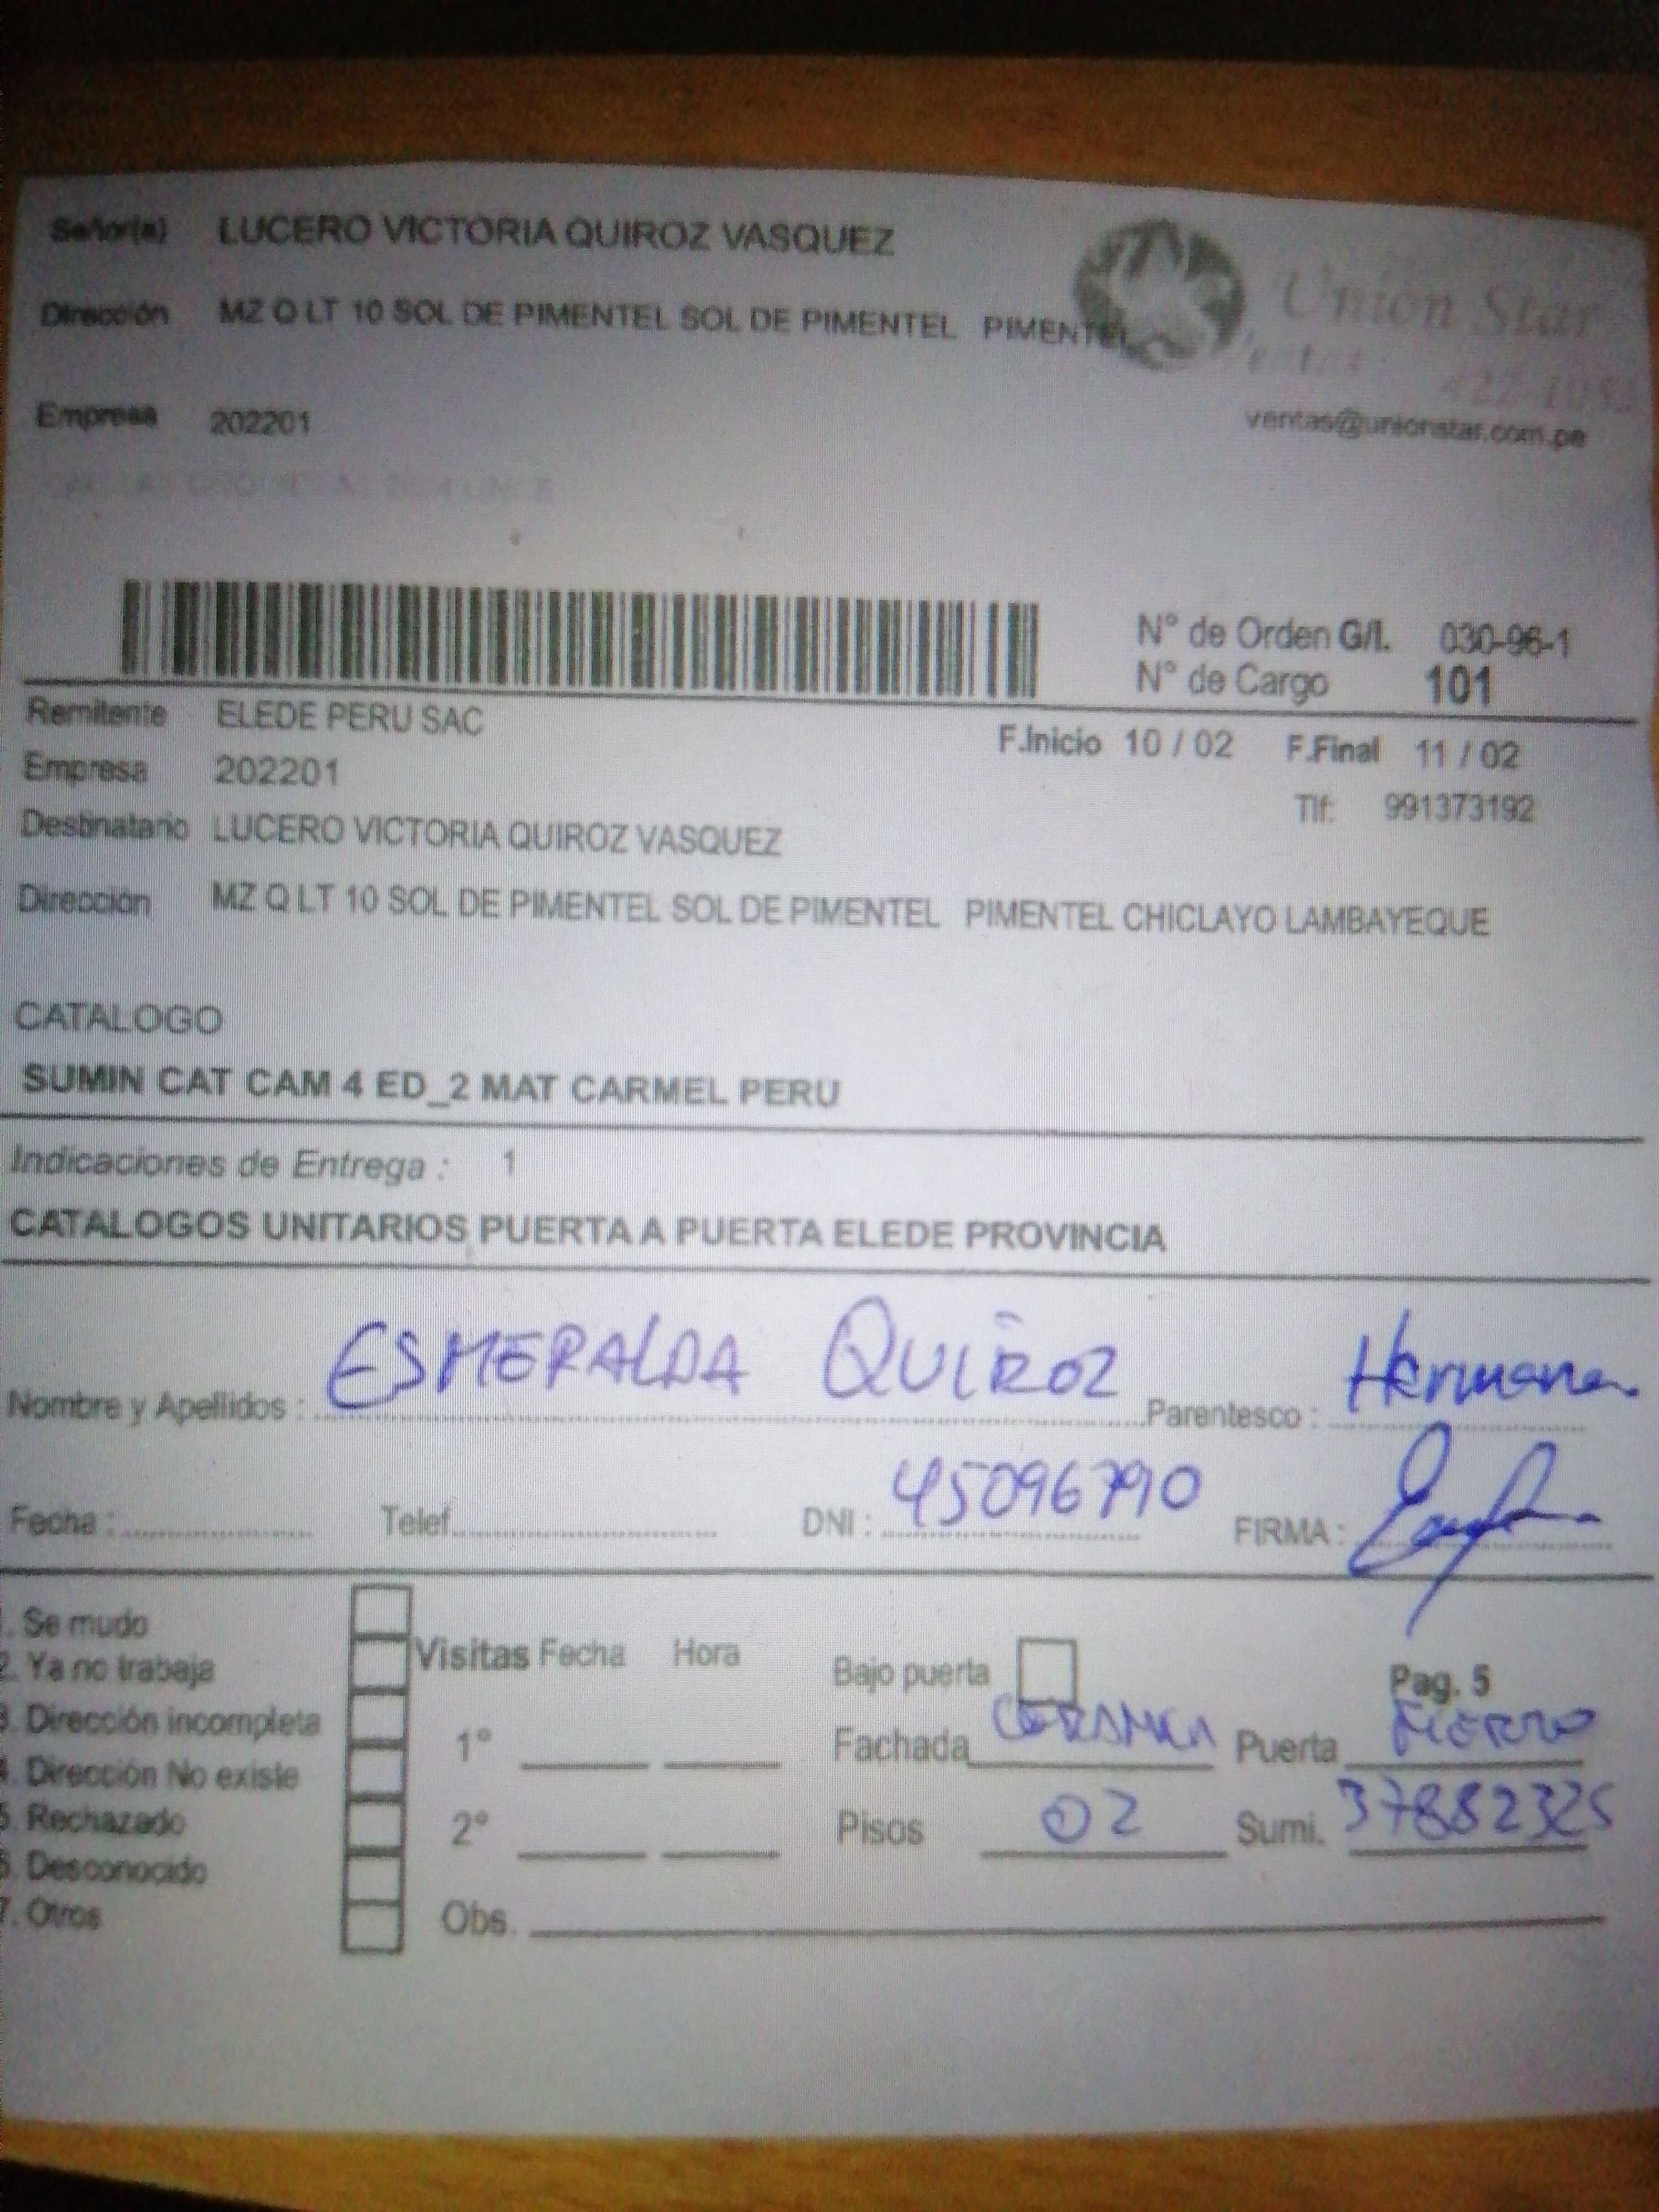 Señor(a) LUCERO VICTORIA QUIROZ VASQUEZ
Dirección MZ Q LT 10 SOL DE PIMENTEL SOL DE PIMENTEL PIMENTEL
Union Star
Ventas: 422-105
Empresa 202201
ventas@unionstar.com.pe
N° de Orden G/I. 030-96-1
N° de Cargo 101
Remitente ELEDE PERU SAC
F.Inicio 10 / 02 F.Final 11 / 02
Empresa 202201
Tlf: 991373192
Destinatario LUCERO VICTORIA QUIROZ VASQUEZ
Dirección MZ Q LT 10 SOL DE PIMENTEL SOL DE PIMENTEL PIMENTEL CHICLAYO LAMBAYEQUE
CATALOGO
SUMIN CAT CAM 4 ED_2 MAT CARMEL PERU
Indicaciones de Entrega : 1
CATALOGOS UNITARIOS PUERTA A PUERTA ELEDE PROVINCIA
Nombre y Apellidos : ESMERALDA QUIROZ Parentesco : Hermana
Fecha : Telef. DNI : 45096790 FIRMA :
1. Se mudo
2. Ya no trabaja
3. Dirección incompleta
4. Dirección No existe
5. Rechazado
6. Desconocido
7. Otros
Visitas Fecha Hora
1°
2°
Obs.
Bajo puerta Pag. 5
Fachada CERAMICA Puerta FIERRO
Pisos 02 Sumi. 37882325